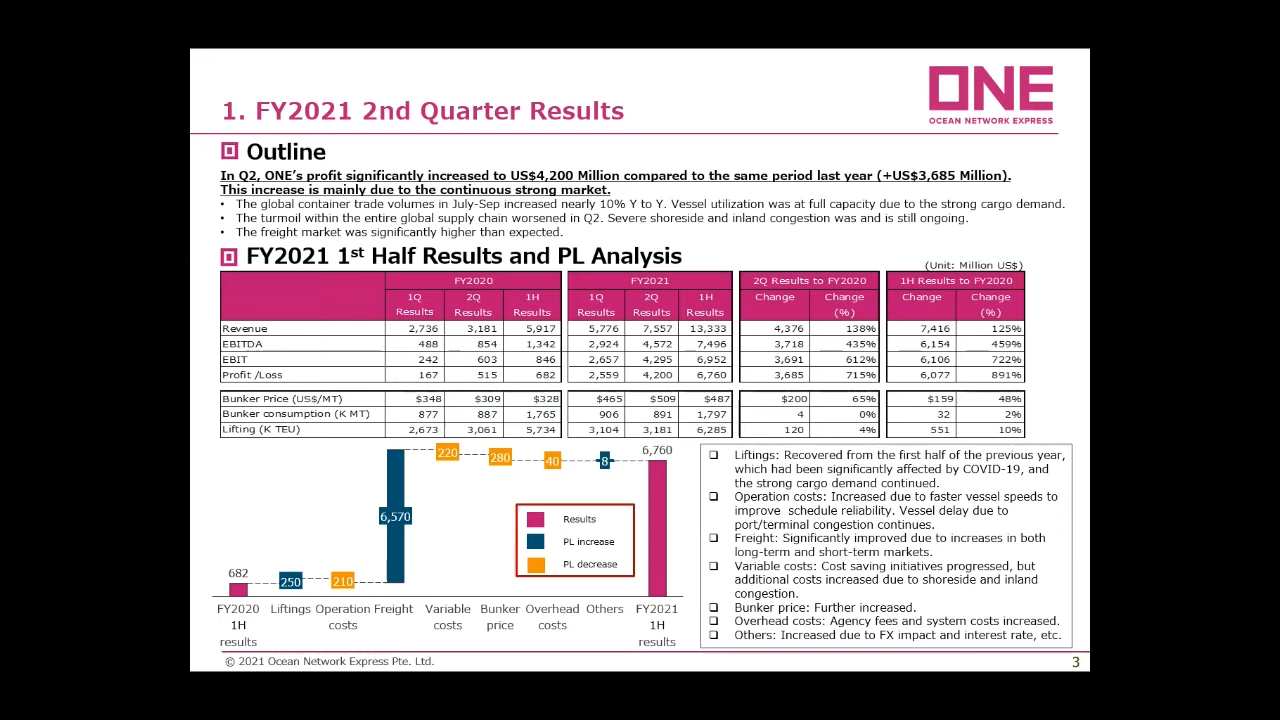 1. FY2021 2nd Quarter Results
ONE
OCEAN NETWORK EXPRESS
Outline
In Q2, ONE's profit significantly increased to US$4,200 Million compared to the same period last year (+US$3,685 Million).
This increase is mainly due to the continuous strong market.
• The global container trade volumes in July-Sep increased nearly 10% Y to Y. Vessel utilization was at full capacity due to the strong cargo demand.
• The turmoil within the entire global supply chain worsened in Q2. Severe shoreside and inland congestion was and is still ongoing.
• The freight market was significantly higher than expected.
FY2021 1st Half Results and PL Analysis
(Unit: Million US$)
FY2020 FY2021 2Q Results to FY2020 1H Results to FY2020
1Q 2Q 1H 1Q 2Q 1H Change Change Change Change
Results Results Results Results Results Results (%) (%)
Revenue 2,736 3,181 5,917 5,776 7,557 13,333 4,376 138% 7,416 125%
EBITDA 488 854 1,342 2,924 4,572 7,496 3,718 435% 6,154 459%
EBIT 242 603 846 2,657 4,295 6,952 3,691 612% 6,106 722%
Profit /Loss 167 515 682 2,559 4,200 6,760 3,685 715% 6,077 891%
Bunker Price (US$/MT) $348 $309 $328 $465 $509 $487 $200 65% $159 48%
Bunker consumption (K MT) 877 887 1,765 906 891 1,797 4 0% 32 2%
Lifting (K TEU) 2,673 3,061 5,734 3,104 3,181 6,285 120 4% 551 10%
682
250
210
6,570
220
280
40
8
6,760
Results
PL increase
PL decrease
FY2020 Liftings Operation Freight Variable Bunker Overhead Others FY2021
1H costs costs price costs 1H
results results
❑ Liftings: Recovered from the first half of the previous year,
which had been significantly affected by COVID-19, and
the strong cargo demand continued.
❑ Operation costs: Increased due to faster vessel speeds to
improve schedule reliability. Vessel delay due to
port/terminal congestion continues.
❑ Freight: Significantly improved due to increases in both
long-term and short-term markets.
❑ Variable costs: Cost saving initiatives progressed, but
additional costs increased due to shoreside and inland
congestion.
❑ Bunker price: Further increased.
❑ Overhead costs: Agency fees and system costs increased.
❑ Others: Increased due to FX impact and interest rate, etc.
© 2021 Ocean Network Express Pte. Ltd.
3